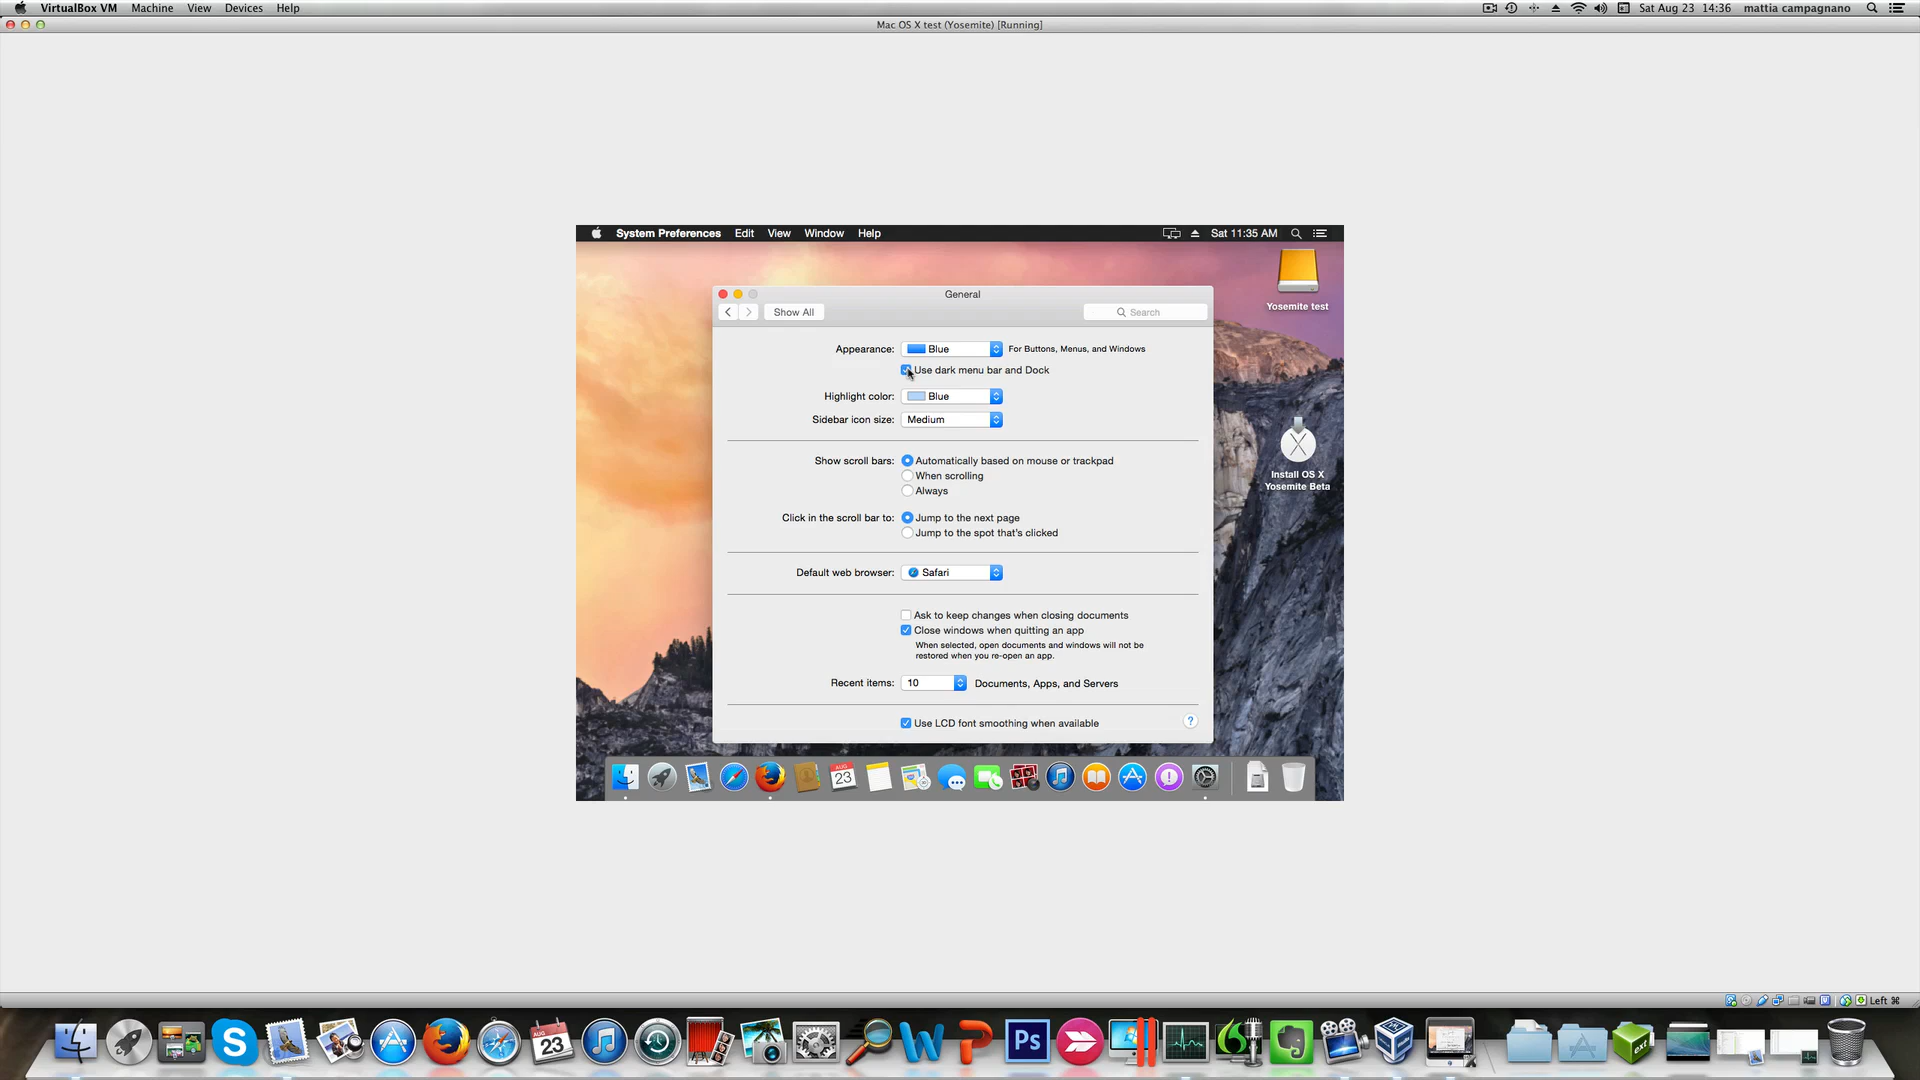 VirtualBox VM Machine View Devices Help Sat Aug 23 14:36 mattia campagnano
Mac OS X test (Yosemite) [Running]
System Preferences Edit View Window Help Sat 11:35 AM
General
Show All Search
Yosemite test
Appearance: Blue For Buttons, Menus, and Windows
Use dark menu bar and Dock
Highlight color: Blue
Sidebar icon size: Medium
Show scroll bars: Automatically based on mouse or trackpad
When scrolling
Always
Install OS X
Yosemite Beta
Click in the scroll bar to: Jump to the next page
Jump to the spot that's clicked
Default web browser: Safari
Ask to keep changes when closing documents
Close windows when quitting an app
When selected, open documents and windows will not be
restored when you re-open an app.
Recent items: 10 Documents, Apps, and Servers
Use LCD font smoothing when available ?
AUG
23
Left ⌘
AUG
23
Ps
ext